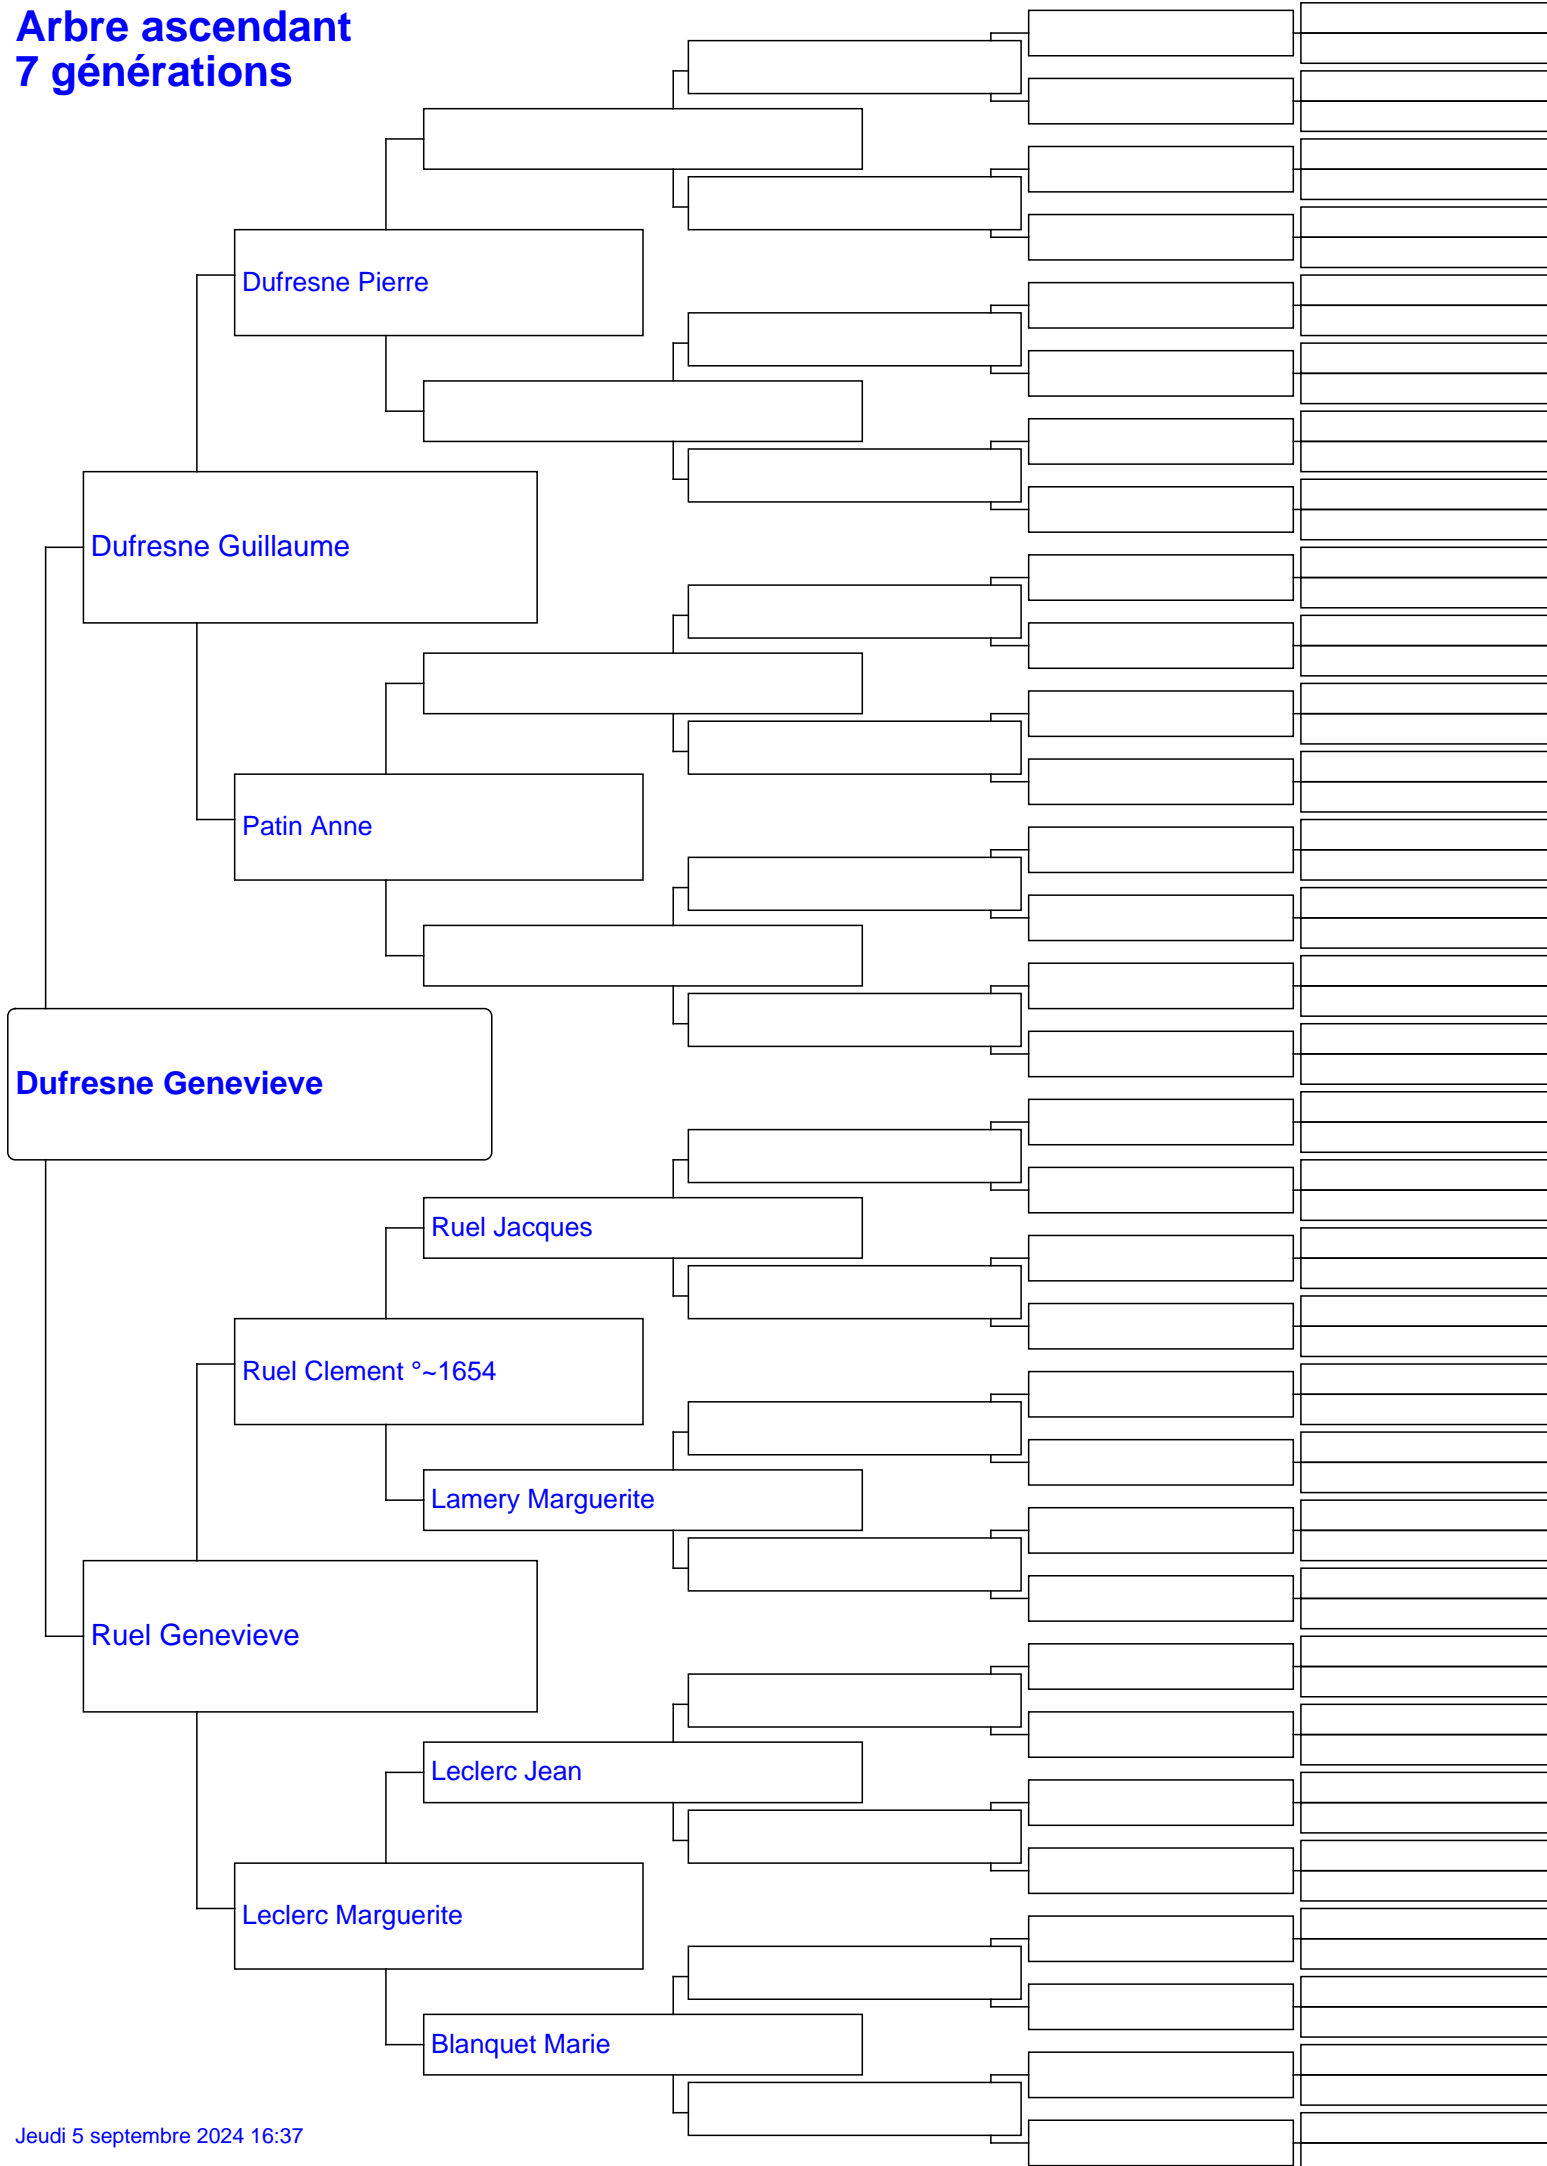 Arbre ascendant
7 générations
Dufresne Pierre
Dufresne Guillaume
Patin Anne
Dufresne Genevieve
Ruel Jacques
Ruel Clement °~1654
Lamery Marguerite
Ruel Genevieve
Leclerc Jean
Leclerc Marguerite
Blanquet Marie
Jeudi 5 septembre 2024 16:37